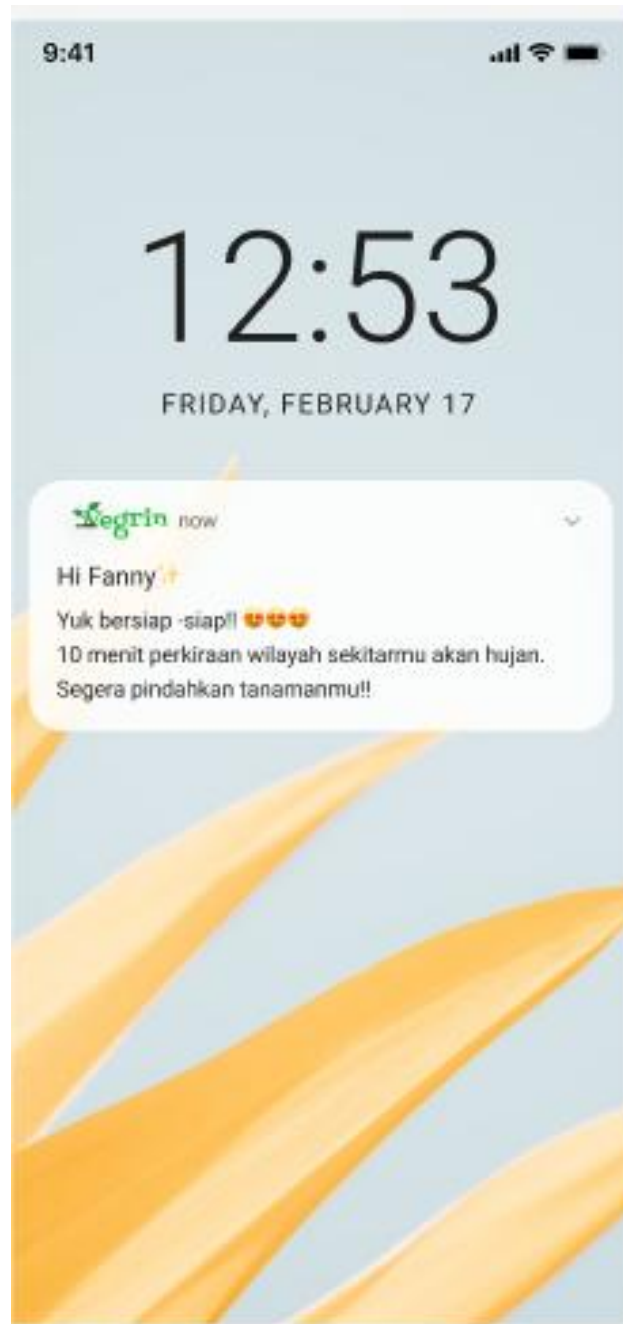 9:41
12:53
FRIDAY, FEBRUARY 17
Vegrin now
Hi Fanny✨
Yuk bersiap -siap!! 😍😍😍
10 menit perkiraan wilayah sekitarmu akan hujan.
Segera pindahkan tanamanmu!!